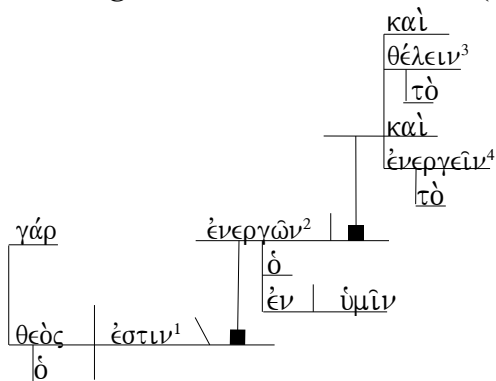 καὶ
θέλειν³
τὸ
καὶ
ἐνεργεῖν⁴
τὸ
γάρ
ἐνεργῶν²
ὁ
ἐν ὑμῖν
θεὸς ἐστιν¹
ὁ